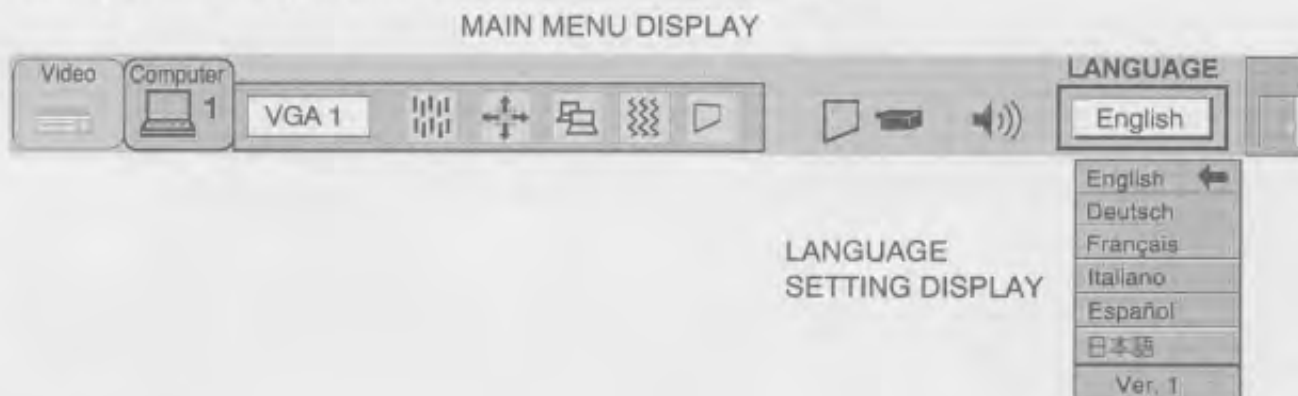 MAIN MENU DISPLAY
Video
Computer
LANGUAGE
1
VGA 1
English
English
Deutsch
Français
LANGUAGE
SETTING DISPLAY
Italiano
Español
日本語
Ver. 1